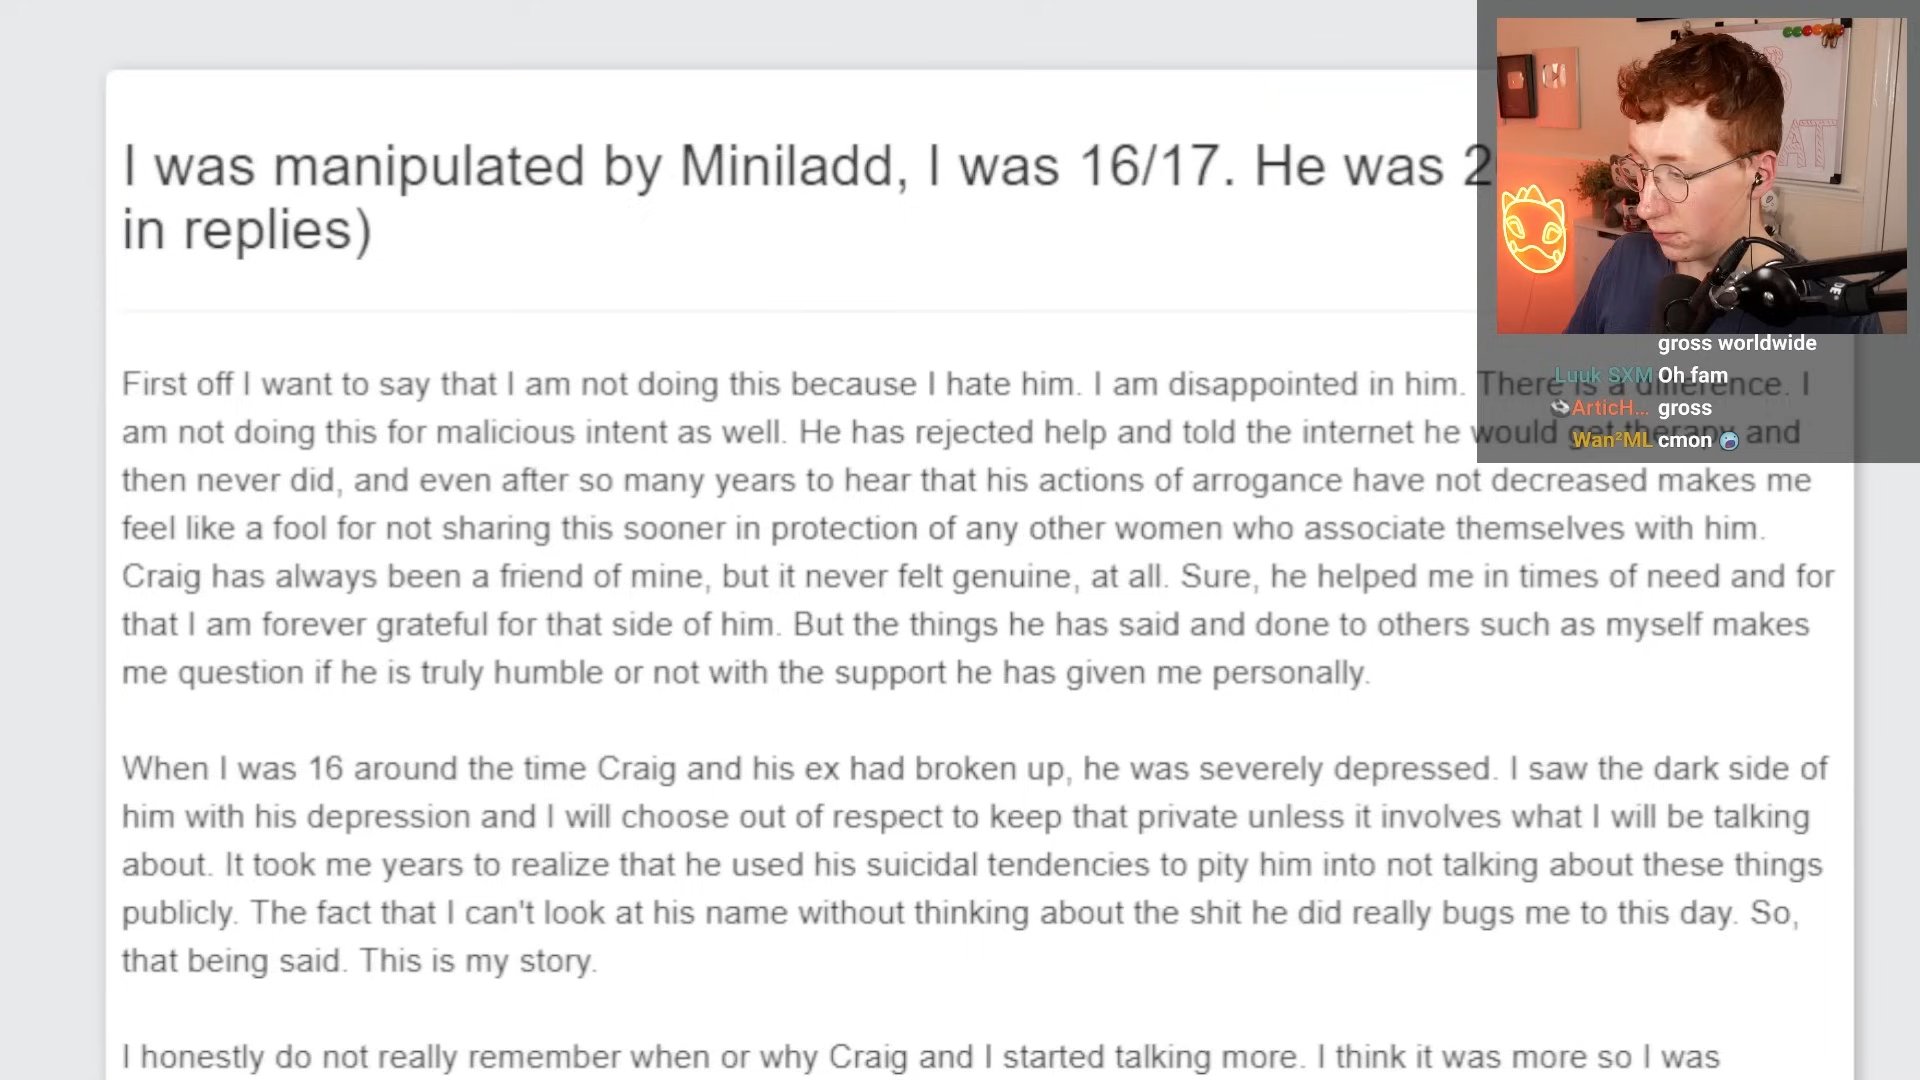 I was manipulated by Miniladd, I was 16/17. He was 2
in replies)
First off I want to say that I am not doing this because I hate him. I am disappointed in him. There is a difference. I
am not doing this for malicious intent as well. He has rejected help and told the internet he would get therapy and
then never did, and even after so many years to hear that his actions of arrogance have not decreased makes me
feel like a fool for not sharing this sooner in protection of any other women who associate themselves with him.
Craig has always been a friend of mine, but it never felt genuine, at all. Sure, he helped me in times of need and for
that I am forever grateful for that side of him. But the things he has said and done to others such as myself makes
me question if he is truly humble or not with the support he has given me personally.
When I was 16 around the time Craig and his ex had broken up, he was severely depressed. I saw the dark side of
him with his depression and I will choose out of respect to keep that private unless it involves what I will be talking
about. It took me years to realize that he used his suicidal tendencies to pity him into not talking about these things
publicly. The fact that I can't look at his name without thinking about the shit he did really bugs me to this day. So,
that being said. This is my story.
I honestly do not really remember when or why Craig and I started talking more. I think it was more so I was
gross worldwide
Luuk SXM Oh fam
ArticH... gross
Wan²ML cmon